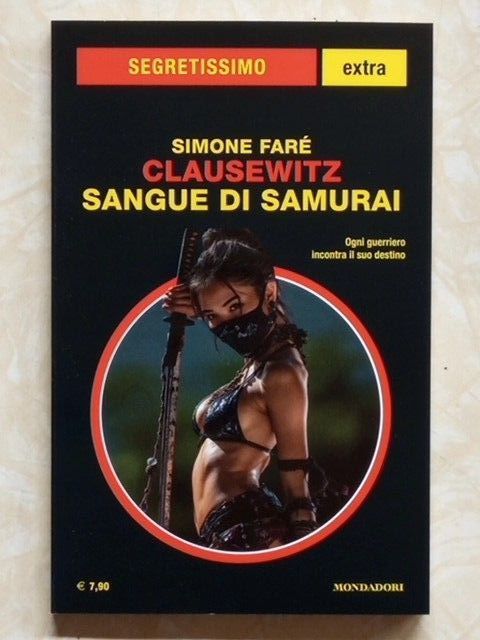 SEGRETISSIMO extra
SIMONE FARÉ
CLAUSEWITZ
SANGUE DI SAMURAI
Ogni guerriero
incontra il suo destino
€ 7,90 MONDADORI